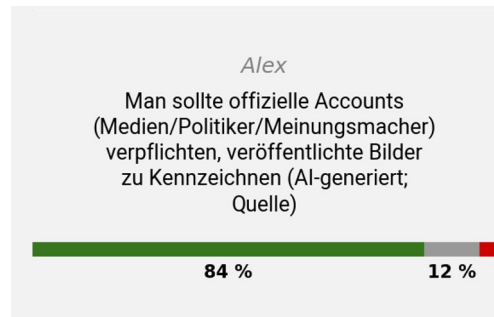 Alex
Man sollte offizielle Accounts
(Medien/Politiker/Meinungsmacher)
verpflichten, veröffentlichte Bilder
zu Kennzeichnen (AI-generiert;
Quelle)
84 % 12 %